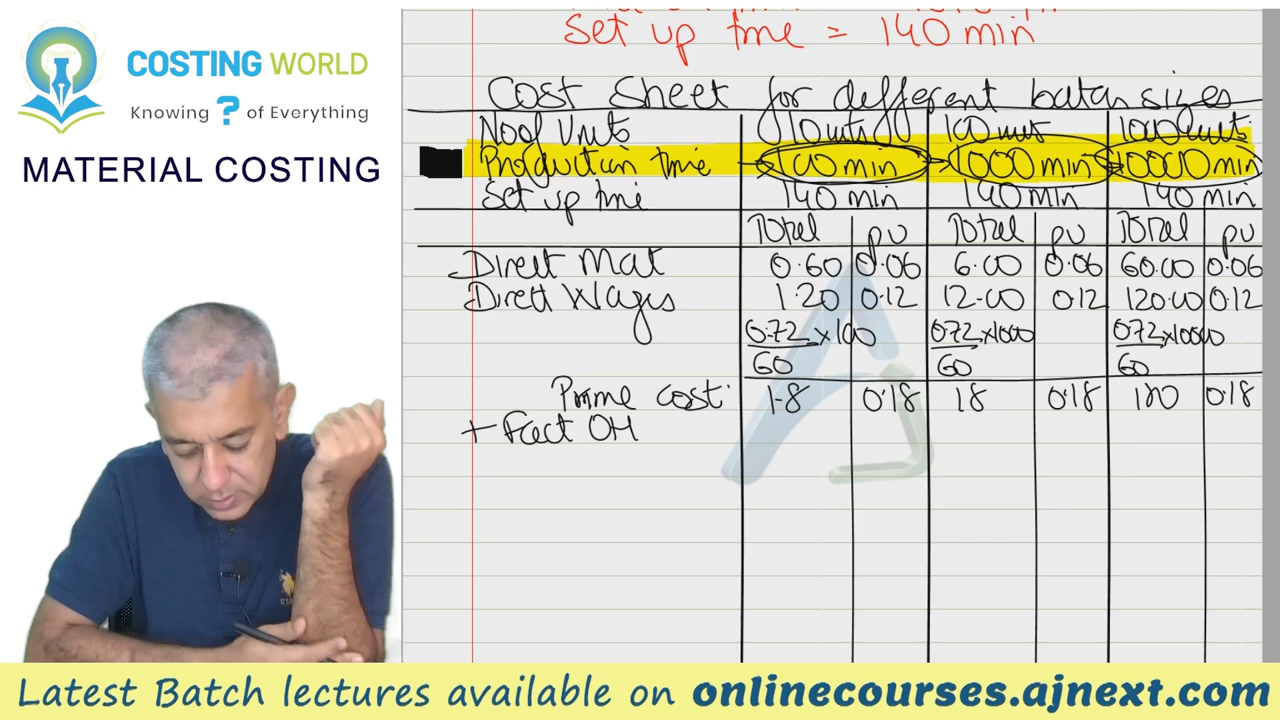 COSTING WORLD
Knowing ? of Everything
MATERIAL COSTING
Set up time = 140 min
Cost Sheet for different batch sizes
No of Units 10 units 100 units 1000 units
Production time → 100 min → 1000 min → 10000 min
Set up time 140 min 140 min 140 min
Total pu Total pu Total pu
Direct Mat 0.60 0.06 6.00 0.06 60.00 0.06
Direct Wages 1.20 0.12 12.00 0.12 120.00 0.12
0.72 × 100 0.72 × 1000 0.72 × 10000
60 60 60
Prime cost: 1.8 0.18 18 0.18 180 0.18
+ Fact OH
Latest Batch lectures available on onlinecourses.ajnext.com